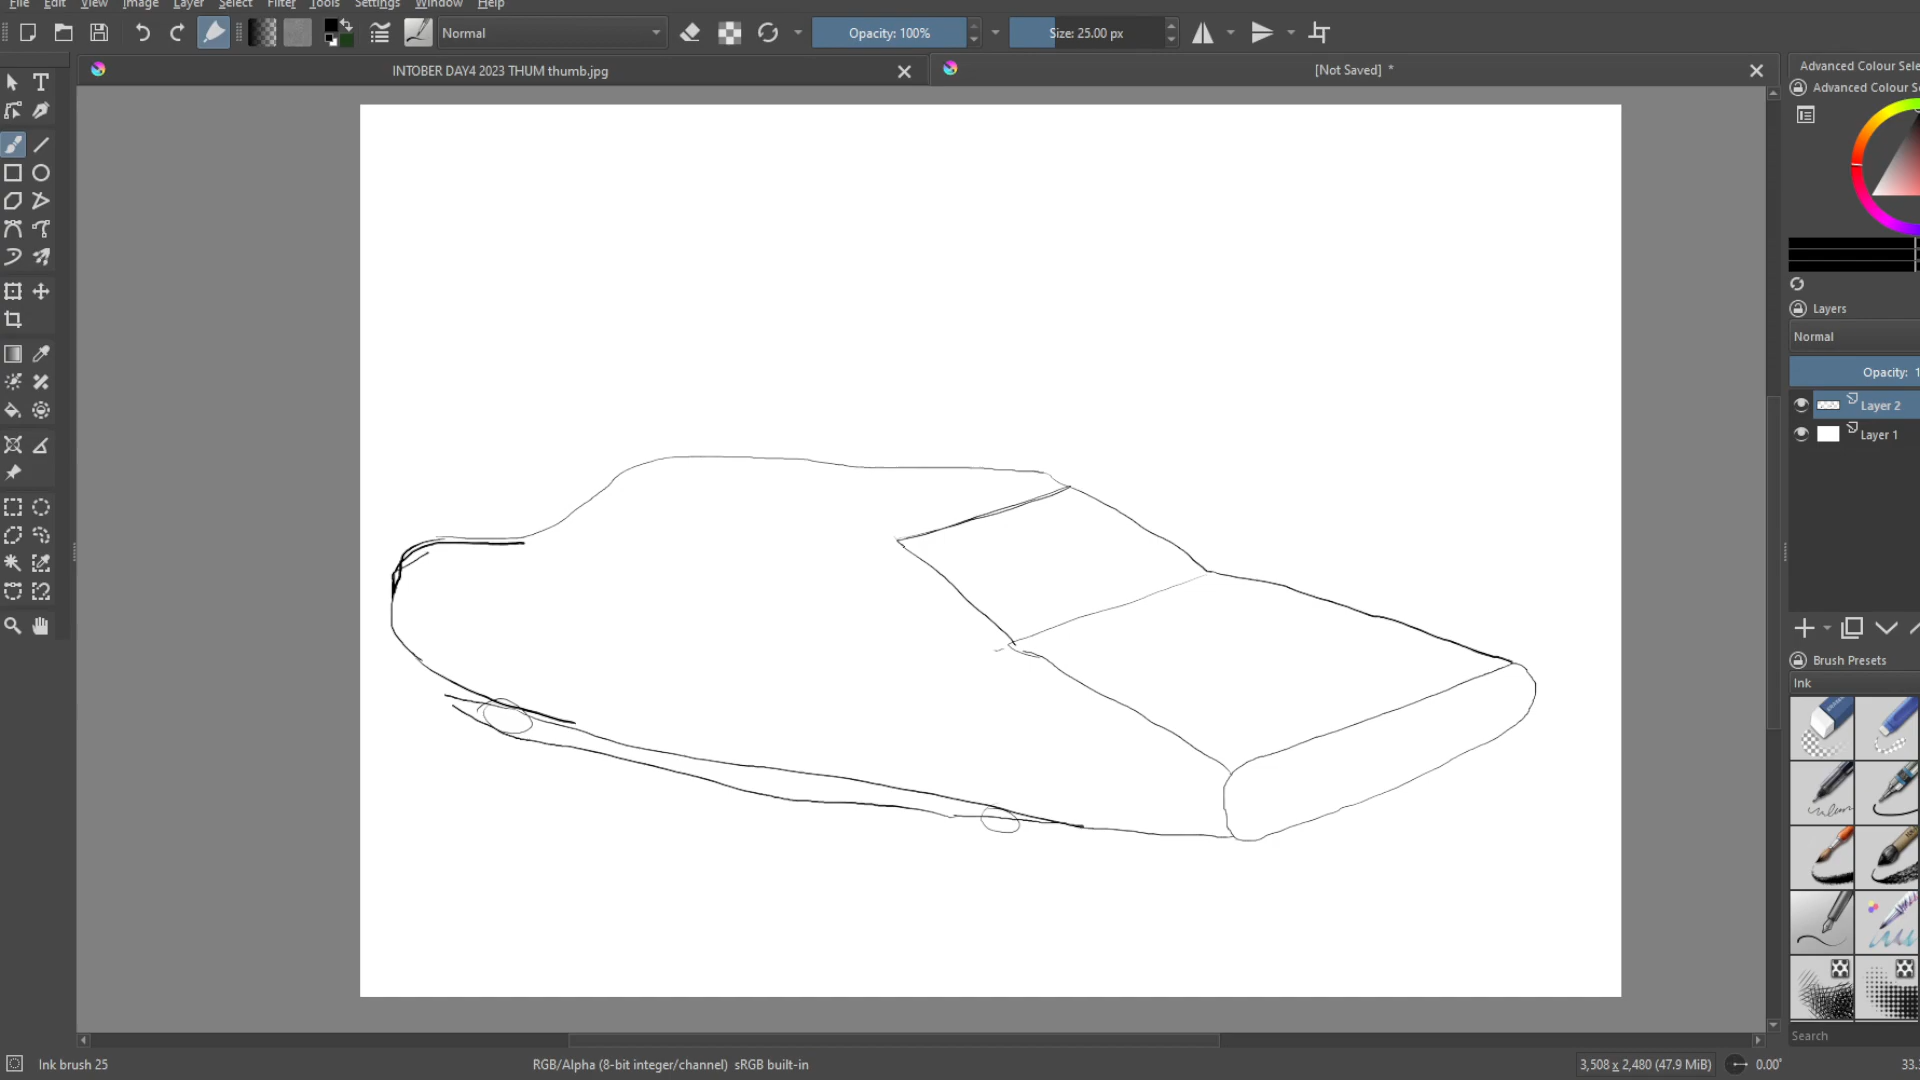 File Edit View Image Layer Select Filter Tools Settings Window Help
Normal
Opacity: 100%
Size: 25.00 px
INTOBER DAY4 2023 THUM thumb.jpg
[Not Saved] *
Advanced Colour Sele
Advanced Colour Se
Layers
Normal
Opacity: 1
Layer 2
Layer 1
Brush Presets
Ink
Search
Ink brush 25
RGB/Alpha (8-bit integer/channel) sRGB built-in
3,508 x 2,480 (47.9 MiB)
0.00°
33.